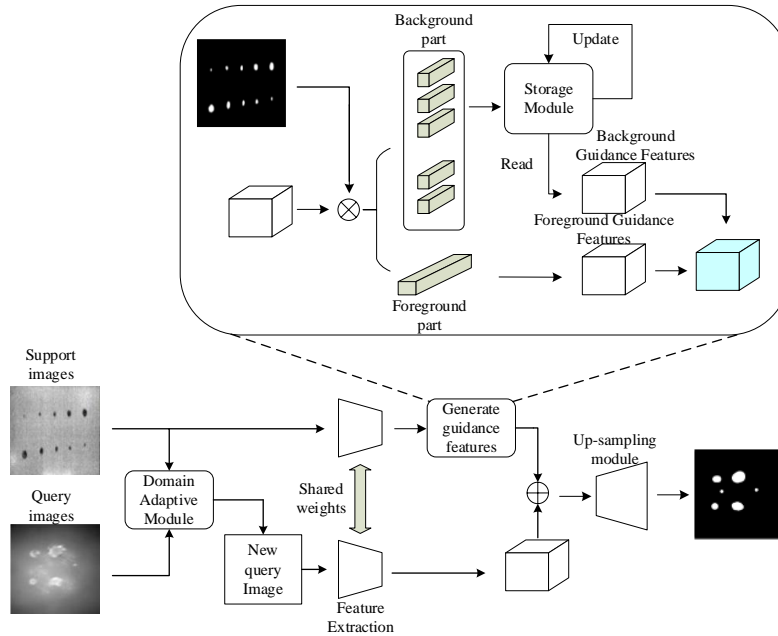 Background
part
Update
Storage
Module
Read
Background
Guidance Features
Foreground Guidance
Features
Foreground
part
Support
images
Generate
guidance
features
Up-sampling
module
Domain
Adaptive
Module
Shared
weights
Query
images
New
query
Image
Feature
Extraction